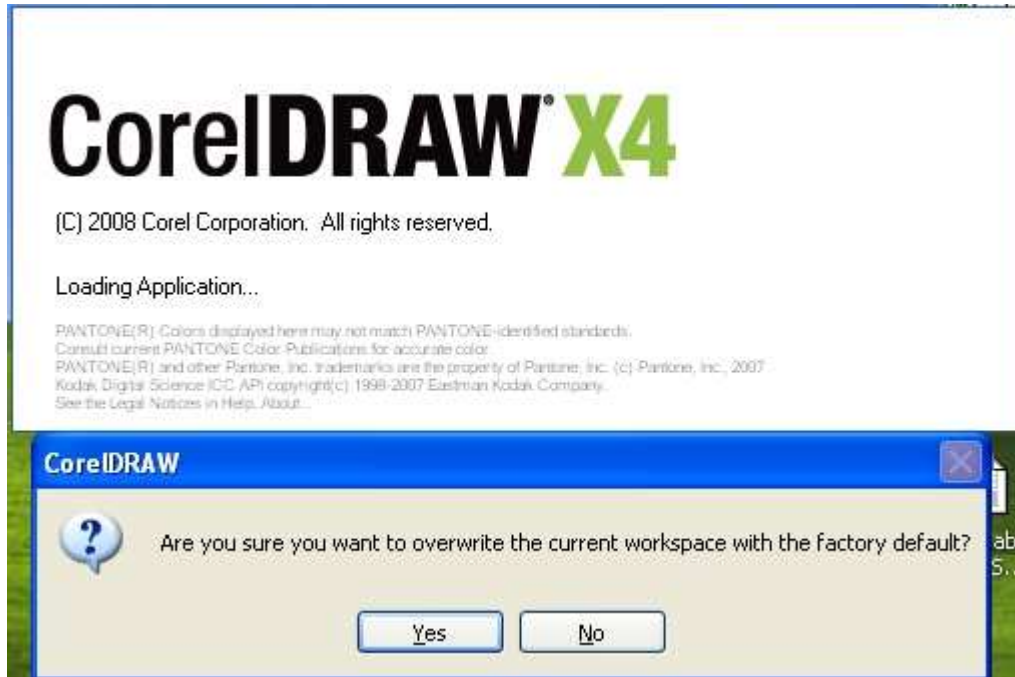 CorelDRAW® X4
(C) 2008 Corel Corporation. All rights reserved.
Loading Application...
PANTONE(R) Colors displayed here may not match PANTONE-identified standards.
Consult current PANTONE Color Publications for accurate color.
PANTONE(R) and other Pantone, Inc. trademarks are the property of Pantone, Inc. (c) Pantone, Inc., 2007
Kodak Digital Science ICC API copyright(c) 1998-2007 Eastman Kodak Company.
See the Legal Notices in Help, About...
CorelDRAW
Are you sure you want to overwrite the current workspace with the factory default?
Yes No